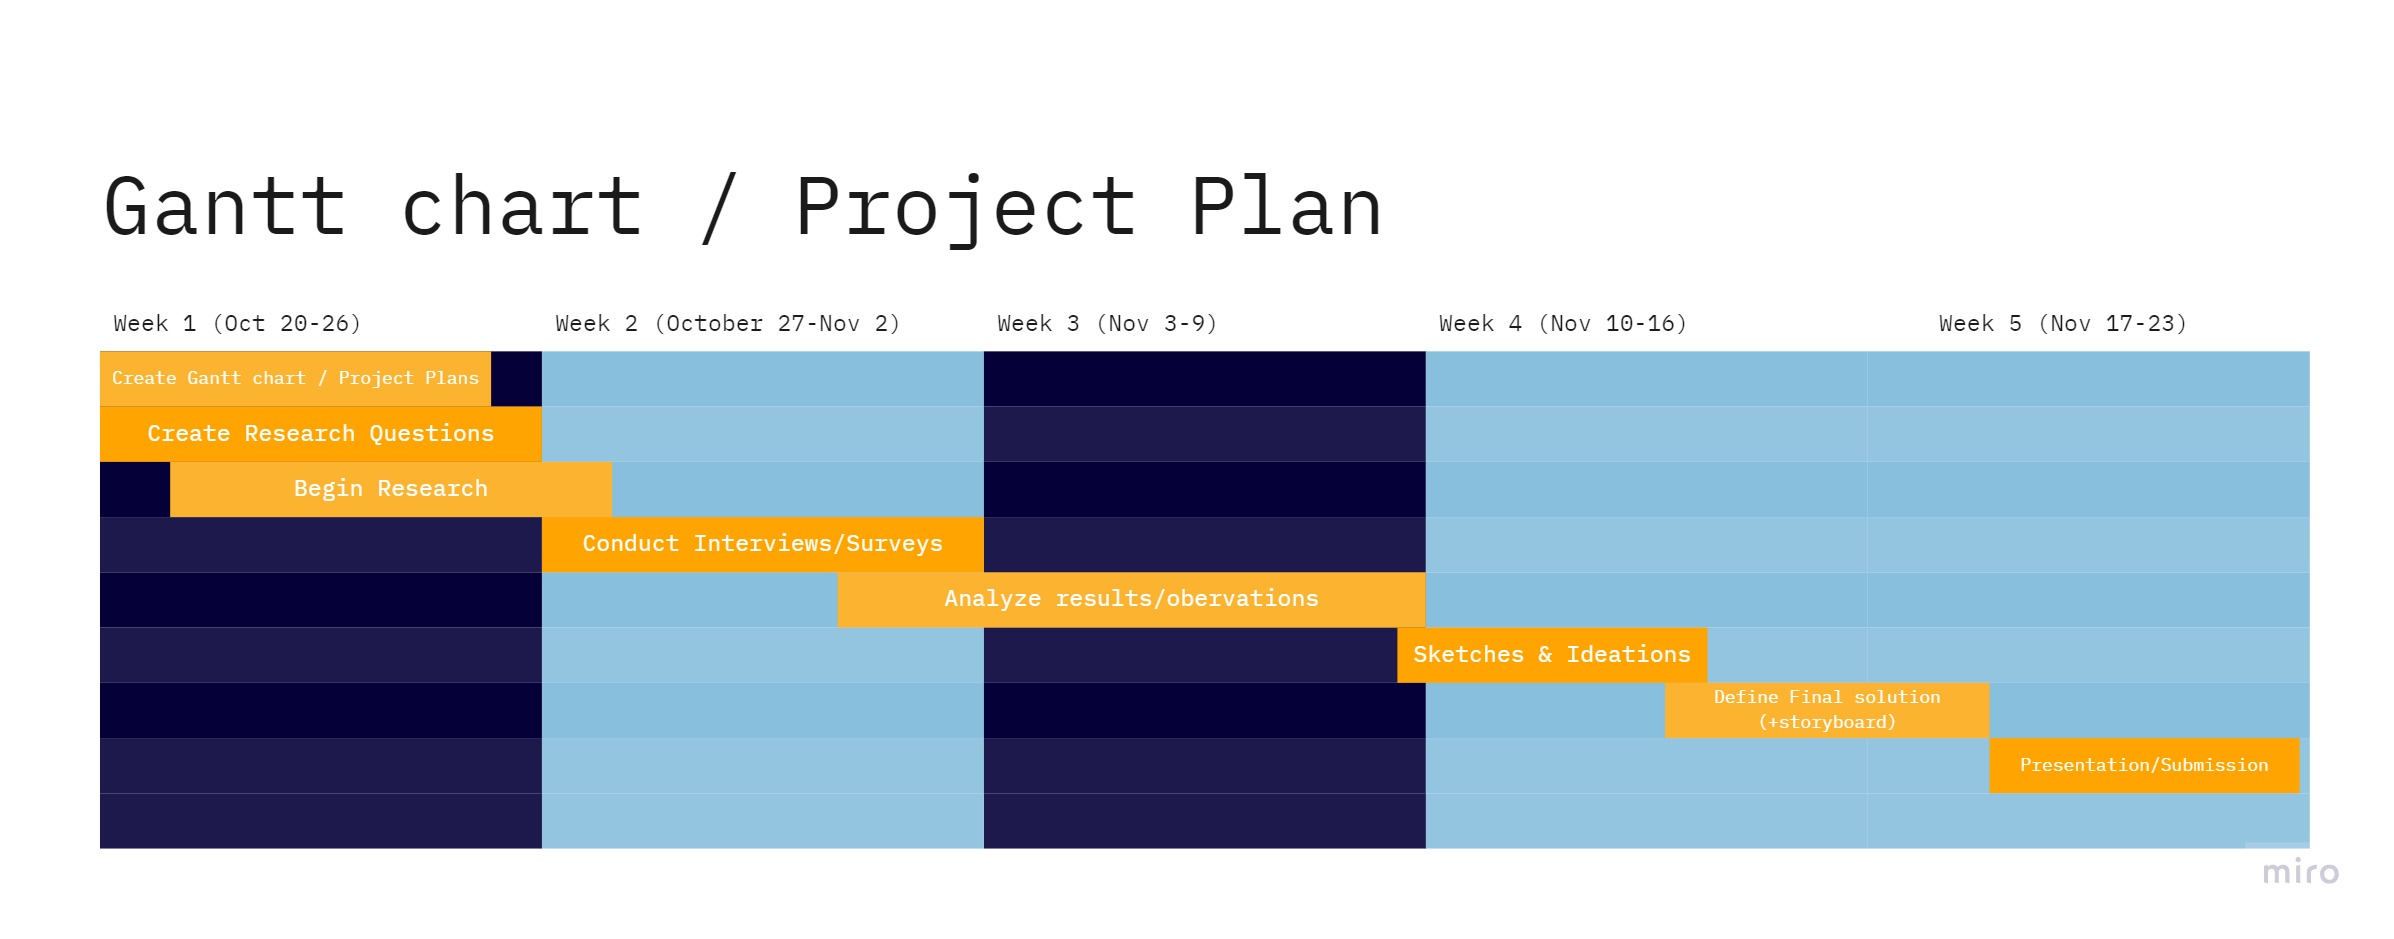 Gantt chart / Project Plan
Week 1 (Oct 20-26)
Week 2 (October 27-Nov 2)
Week 3 (Nov 3-9)
Week 4 (Nov 10-16)
Week 5 (Nov 17-23)
Create Gantt chart / Project Plans
Create Research Questions
Begin Research
Conduct Interviews/Surveys
Analyze results/obervations
Sketches & Ideations
Define Final solution
(+storyboard)
Presentation/Submission
miro